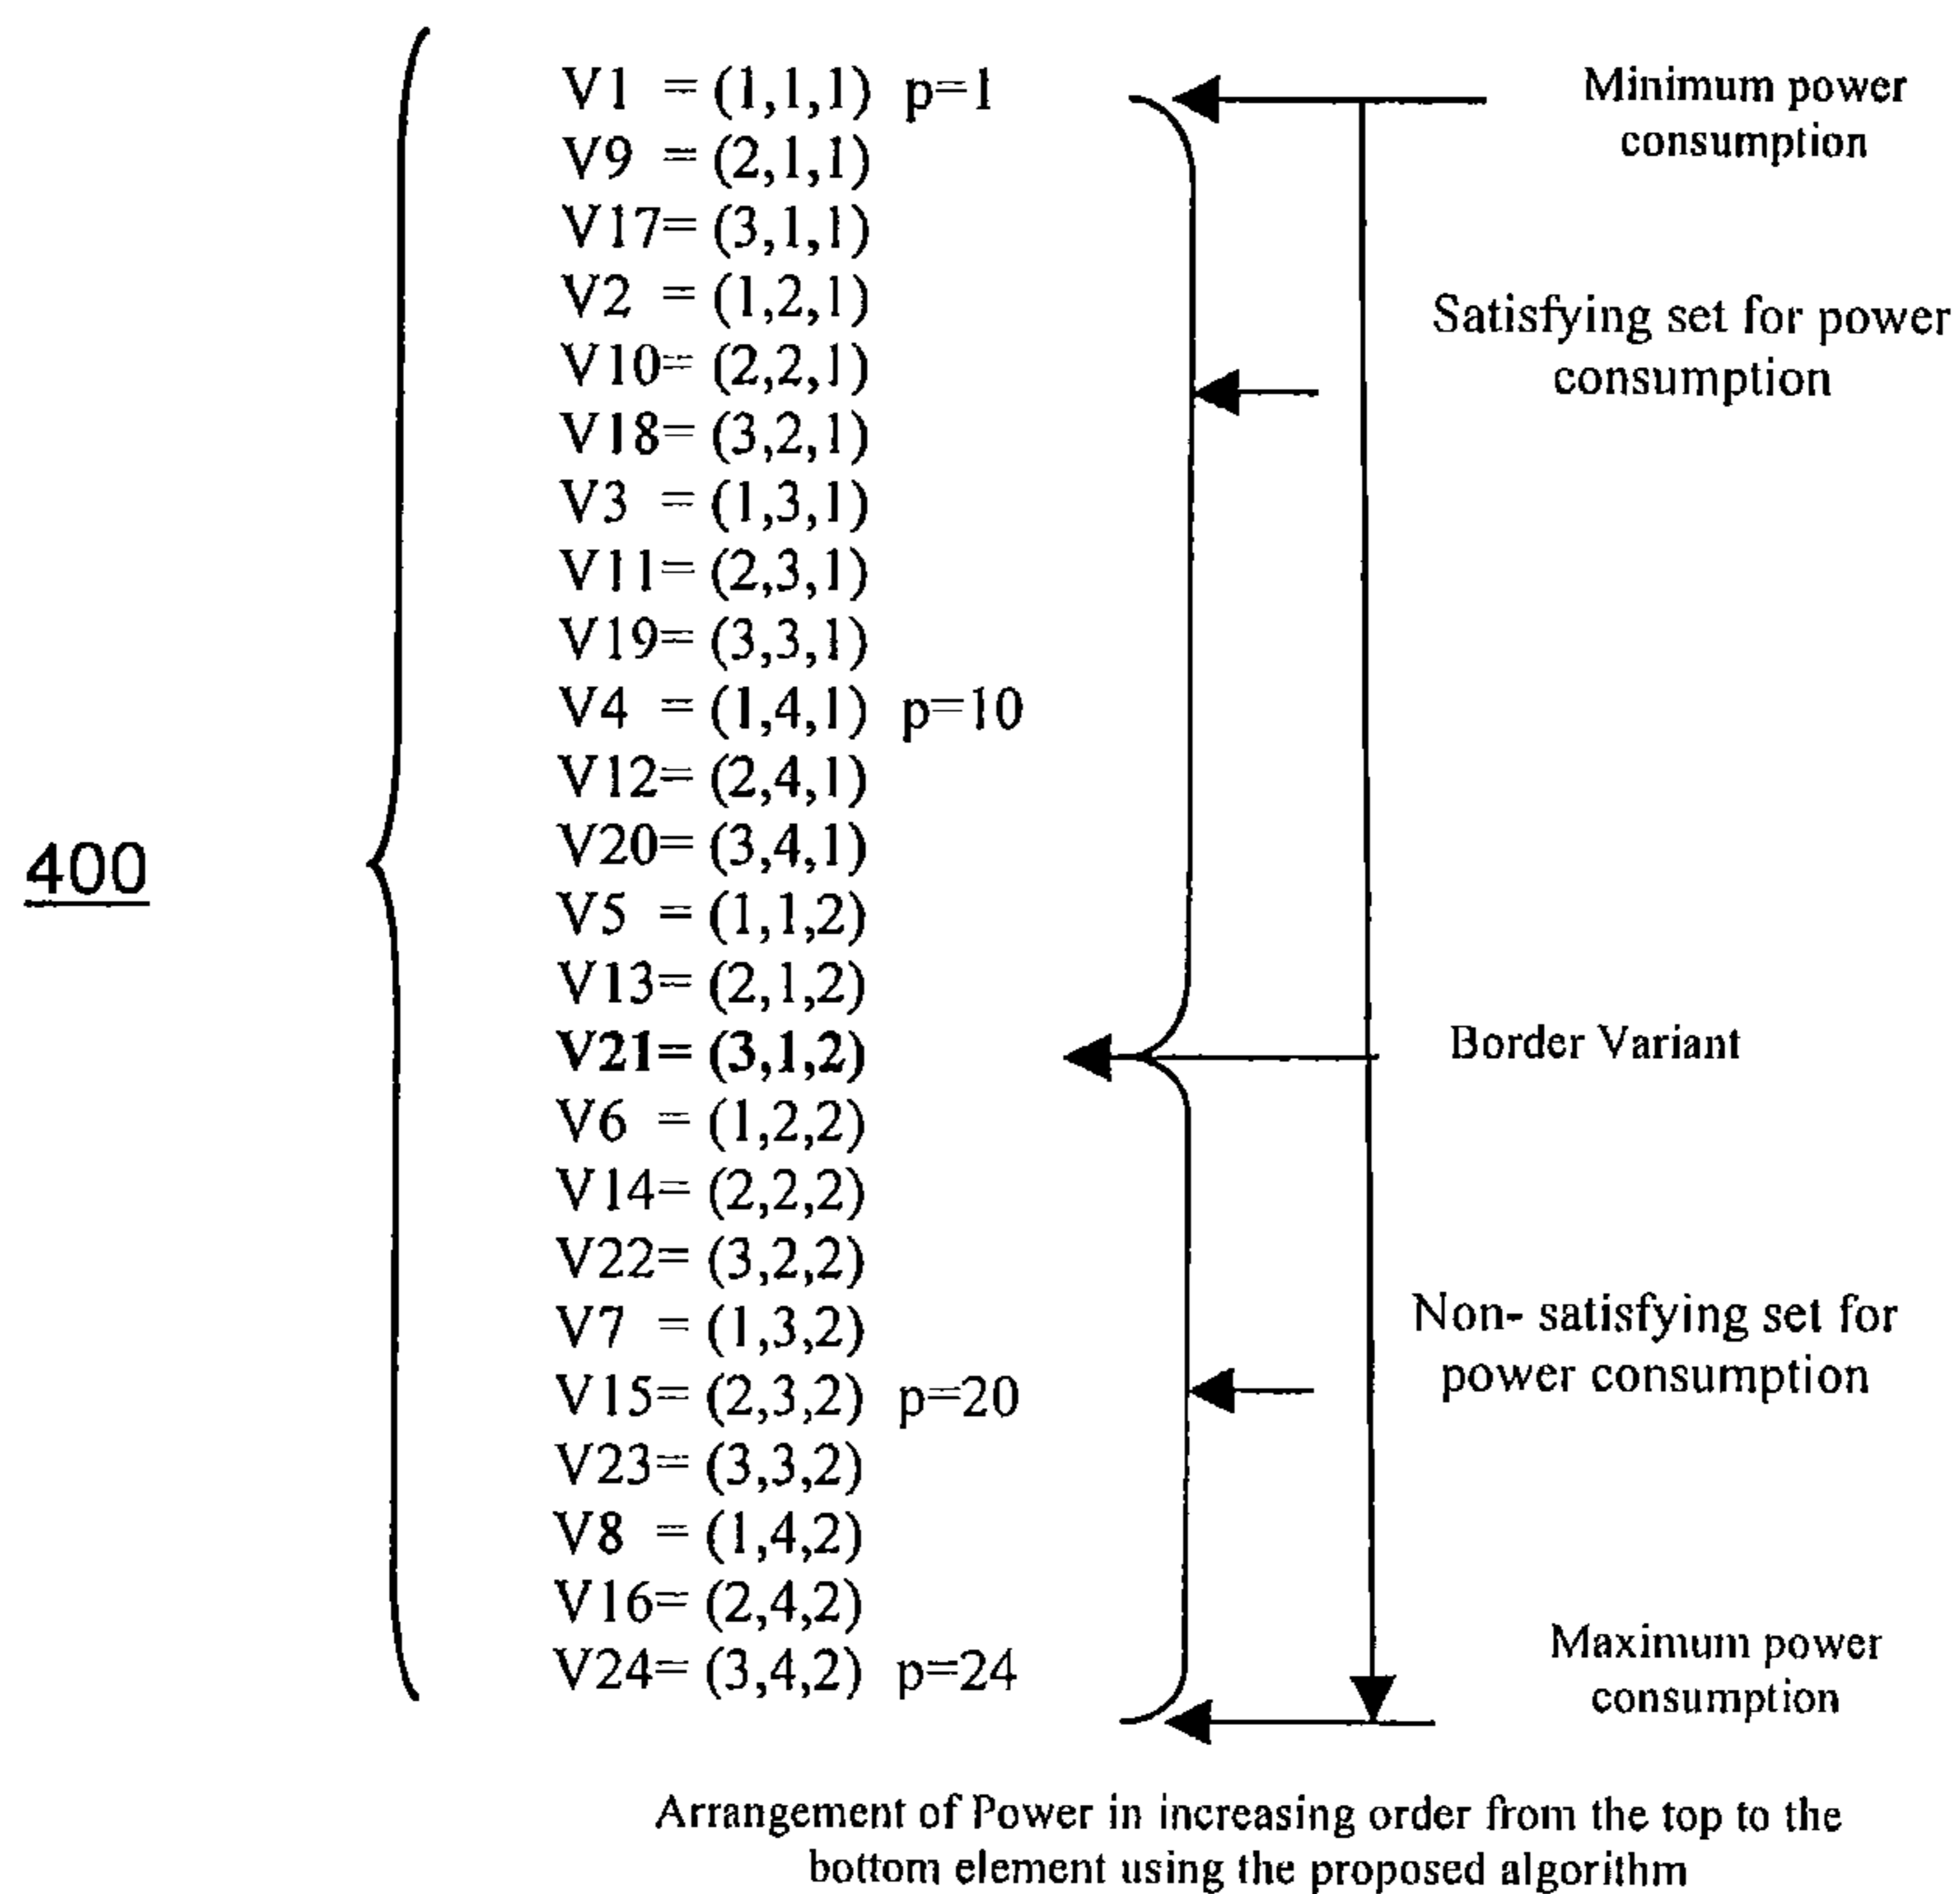 V1 = (1,1,1) p=1
V9 = (2,1,1)
V17= (3,1,1)
V2 = (1,2,1)
V10= (2,2,1)
V18= (3,2,1)
V3 = (1,3,1)
V11= (2,3,1)
V19= (3,3,1)
V4 = (1,4,1) p=10
V12= (2,4,1)
V20= (3,4,1)
V5 = (1,1,2)
V13= (2,1,2)
V21= (3,1,2)
V6 = (1,2,2)
V14= (2,2,2)
V22= (3,2,2)
V7 = (1,3,2)
V15= (2,3,2) p=20
V23= (3,3,2)
V8 = (1,4,2)
V16= (2,4,2)
V24= (3,4,2) p=24
400
Minimum power
consumption
Satisfying set for power
consumption
Border Variant
Non- satisfying set for
power consumption
Maximum power
consumption
Arrangement of Power in increasing order from the top to the
bottom element using the proposed algorithm